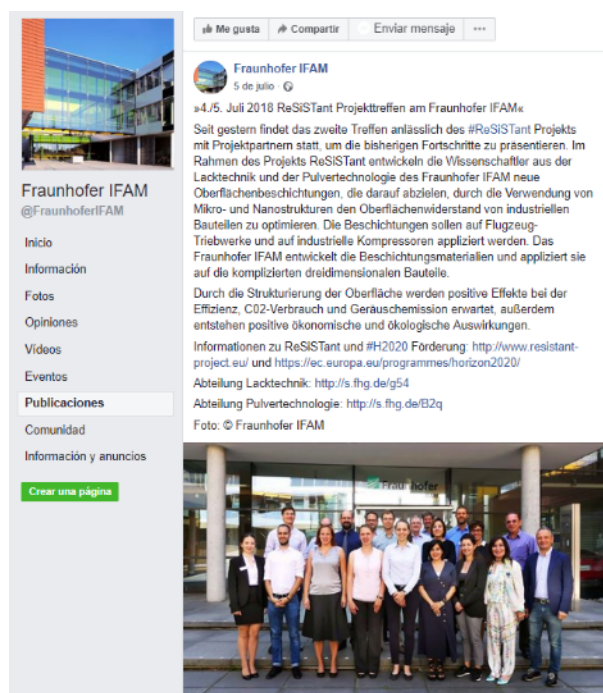 Me gusta Compartir Enviar mensaje
Fraunhofer IFAM
5 de julio ·
»4./5. Juli 2018 ReSiSTant Projekttreffen am Fraunhofer IFAM«
Seit gestern findet das zweite Treffen anlässlich des #ReSiSTant Projekts
mit Projektpartnern statt, um die bisherigen Fortschritte zu präsentieren. Im
Rahmen des Projekts ReSiSTant entwickeln die Wissenschaftler aus der
Lacktechnik und der Pulvertechnologie des Fraunhofer IFAM neue
Oberflächenbeschichtungen, die darauf abzielen, durch die Verwendung von
Mikro- und Nanostrukturen den Oberflächenwiderstand von industriellen
Bauteilen zu optimieren. Die Beschichtungen sollen auf Flugzeug-
Triebwerke und auf industrielle Kompressoren appliziert werden. Das
Fraunhofer IFAM entwickelt die Beschichtungsmaterialien und appliziert sie
auf die komplizierten dreidimensionalen Bauteile.
Durch die Strukturierung der Oberfläche werden positive Effekte bei der
Effizienz, C02-Verbrauch und Geräuschemission erwartet, außerdem
entstehen positive ökonomische und ökologische Auswirkungen.
Informationen zu ReSiSTant und #H2020 Förderung: http://www.resistant-
project.eu/ und https://ec.europa.eu/programmes/horizon2020/
Abteilung Lacktechnik: http://s.fhg.de/g54
Abteilung Pulvertechnologie: http://s.fhg.de/B2q
Foto: © Fraunhofer IFAM
Fraunhofer
Fraunhofer IFAM
@FraunhoferIFAM
Inicio
Información
Fotos
Opiniones
Vídeos
Eventos
Publicaciones
Comunidad
Información y anuncios
Crear una página